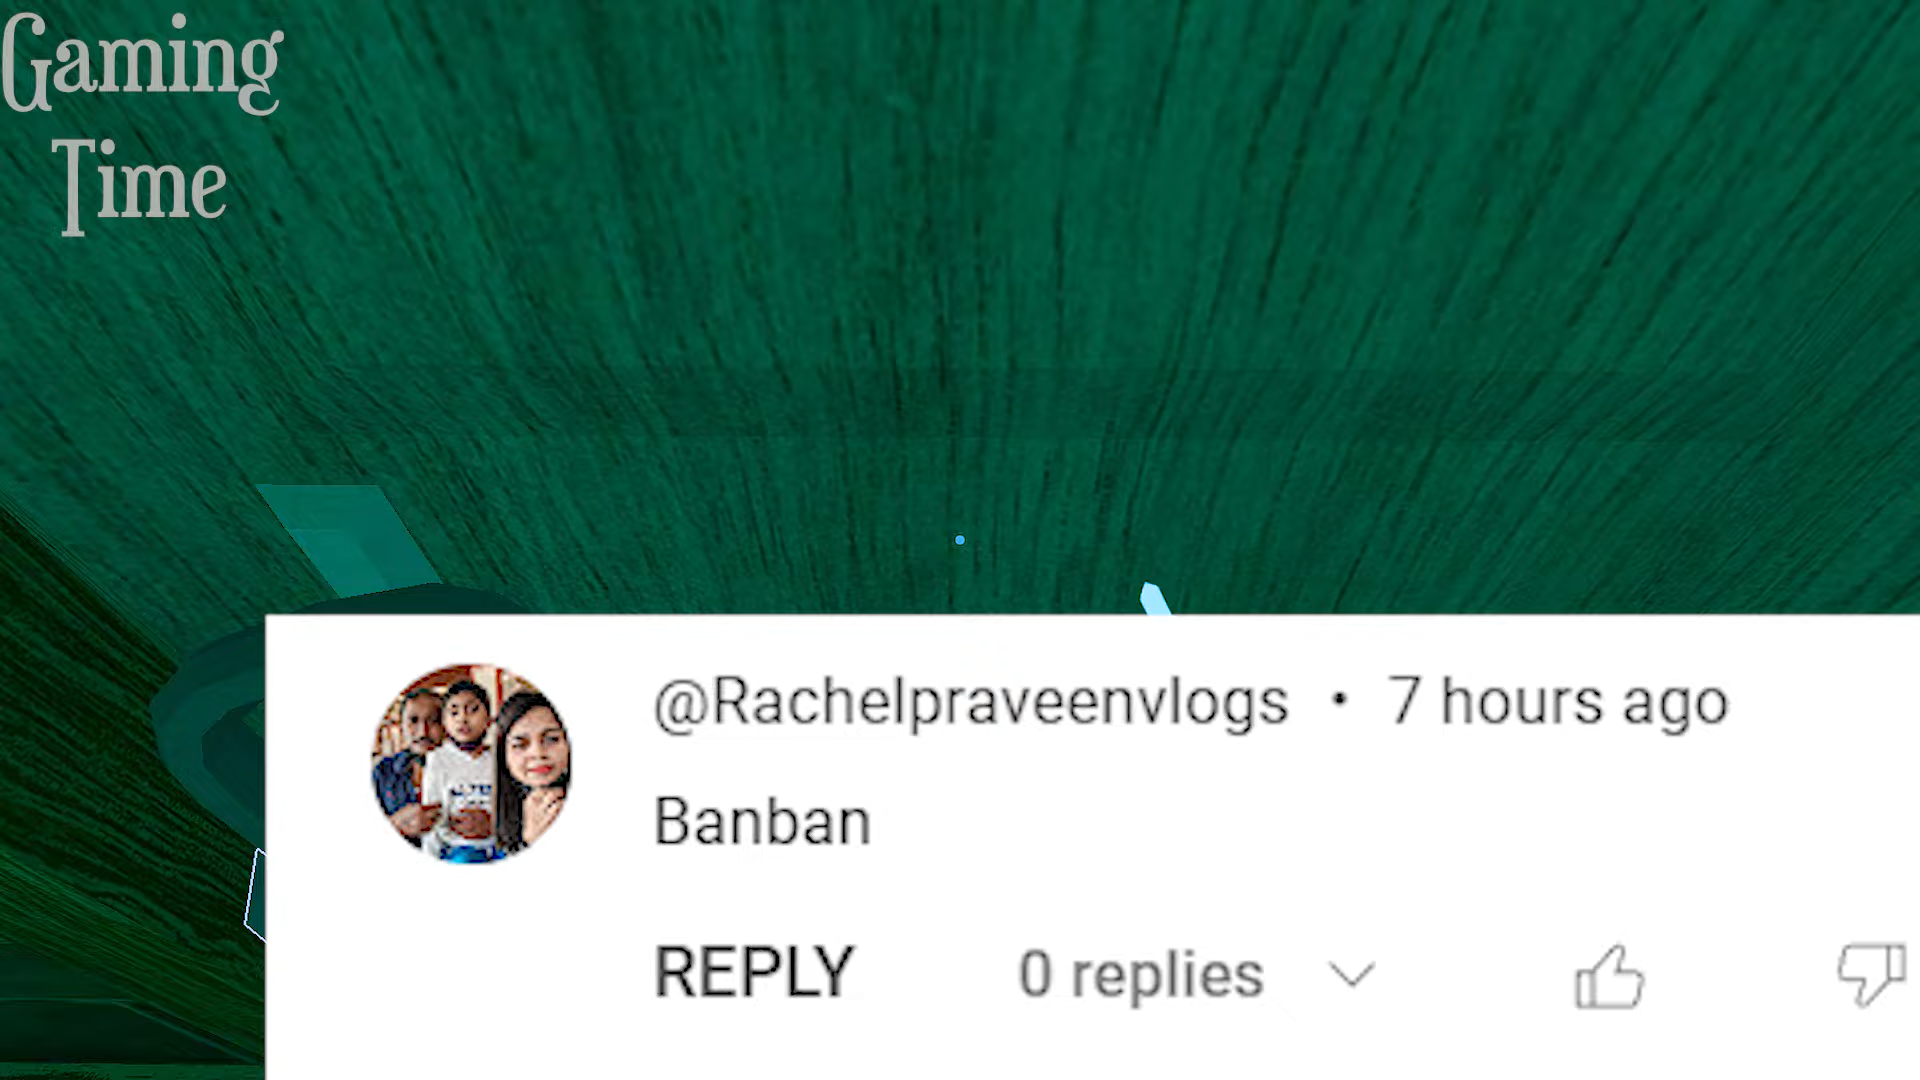 Gaming
Time
@Rachelpraveenvlogs • 7 hours ago
Banban
REPLY 0 replies